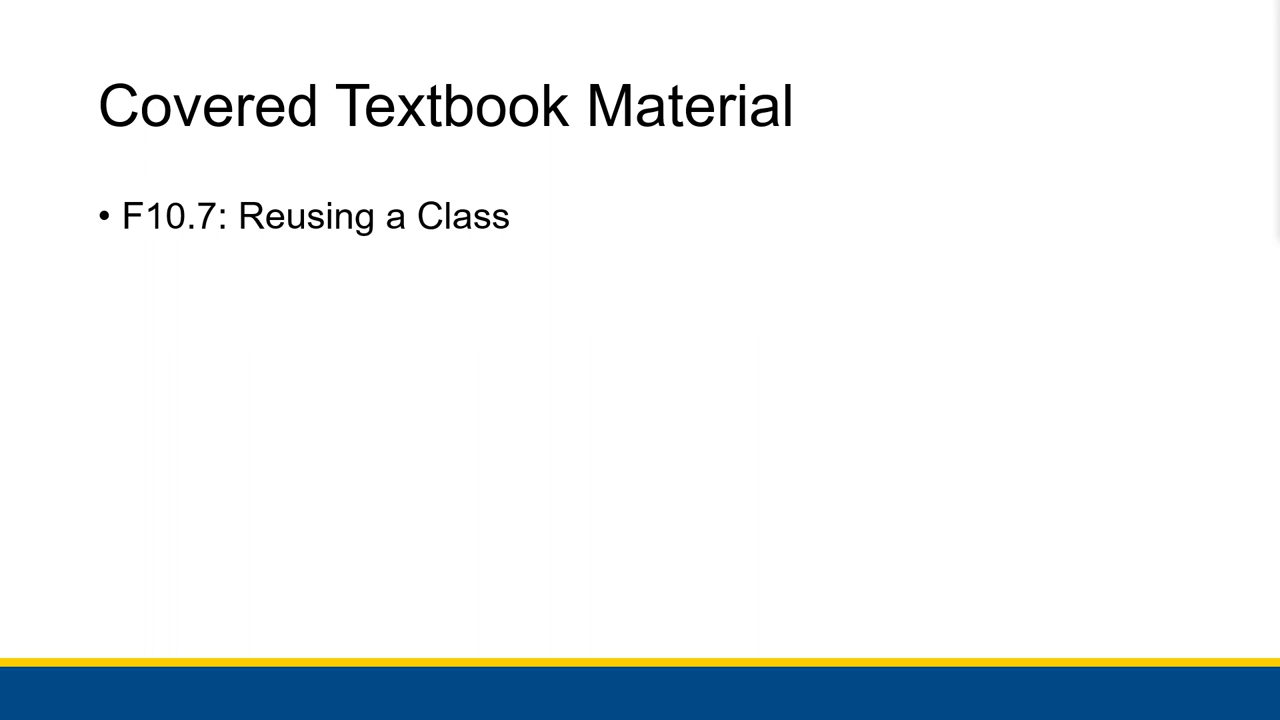 Covered Textbook Material
• F10.7: Reusing a Class